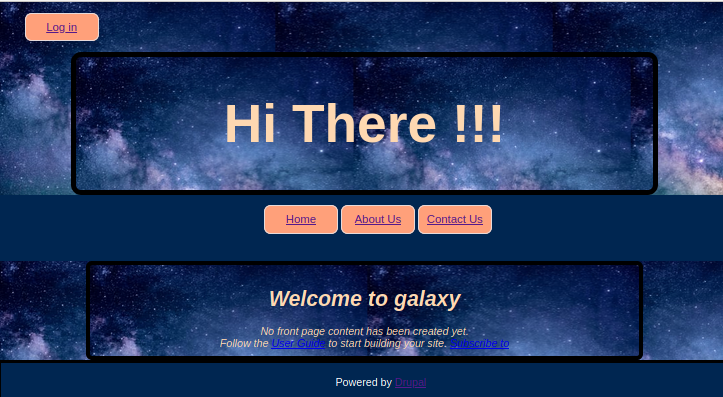 Log in
Hi There !!!
Home About Us Contact Us
Welcome to galaxy
No front page content has been created yet.
Follow the User Guide to start building your site. Subscribe to
Powered by Drupal